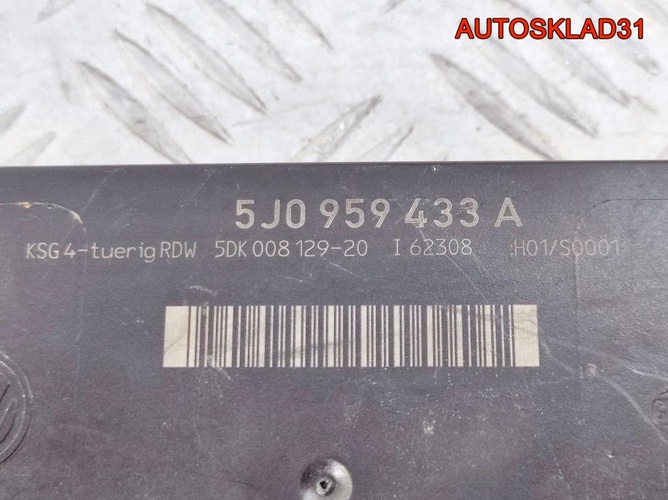 AUTOSKLAD31
5J0 959 433 A
KSG 4-tuerig RDW 5DK 008 129-20 I 62308 :H01/S0001